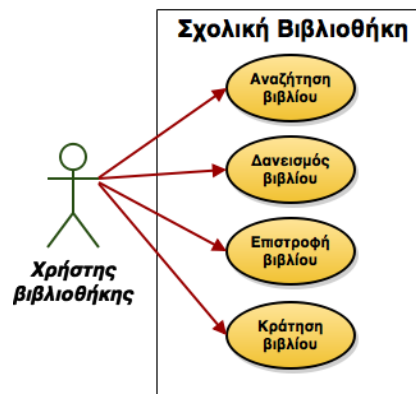 Σχολική Βιβλιοθήκη
Αναζήτηση
βιβλίου
Δανεισμός
βιβλίου
Επιστροφή
βιβλίου
Κράτηση
βιβλίου
Χρήστης
βιβλιοθήκης